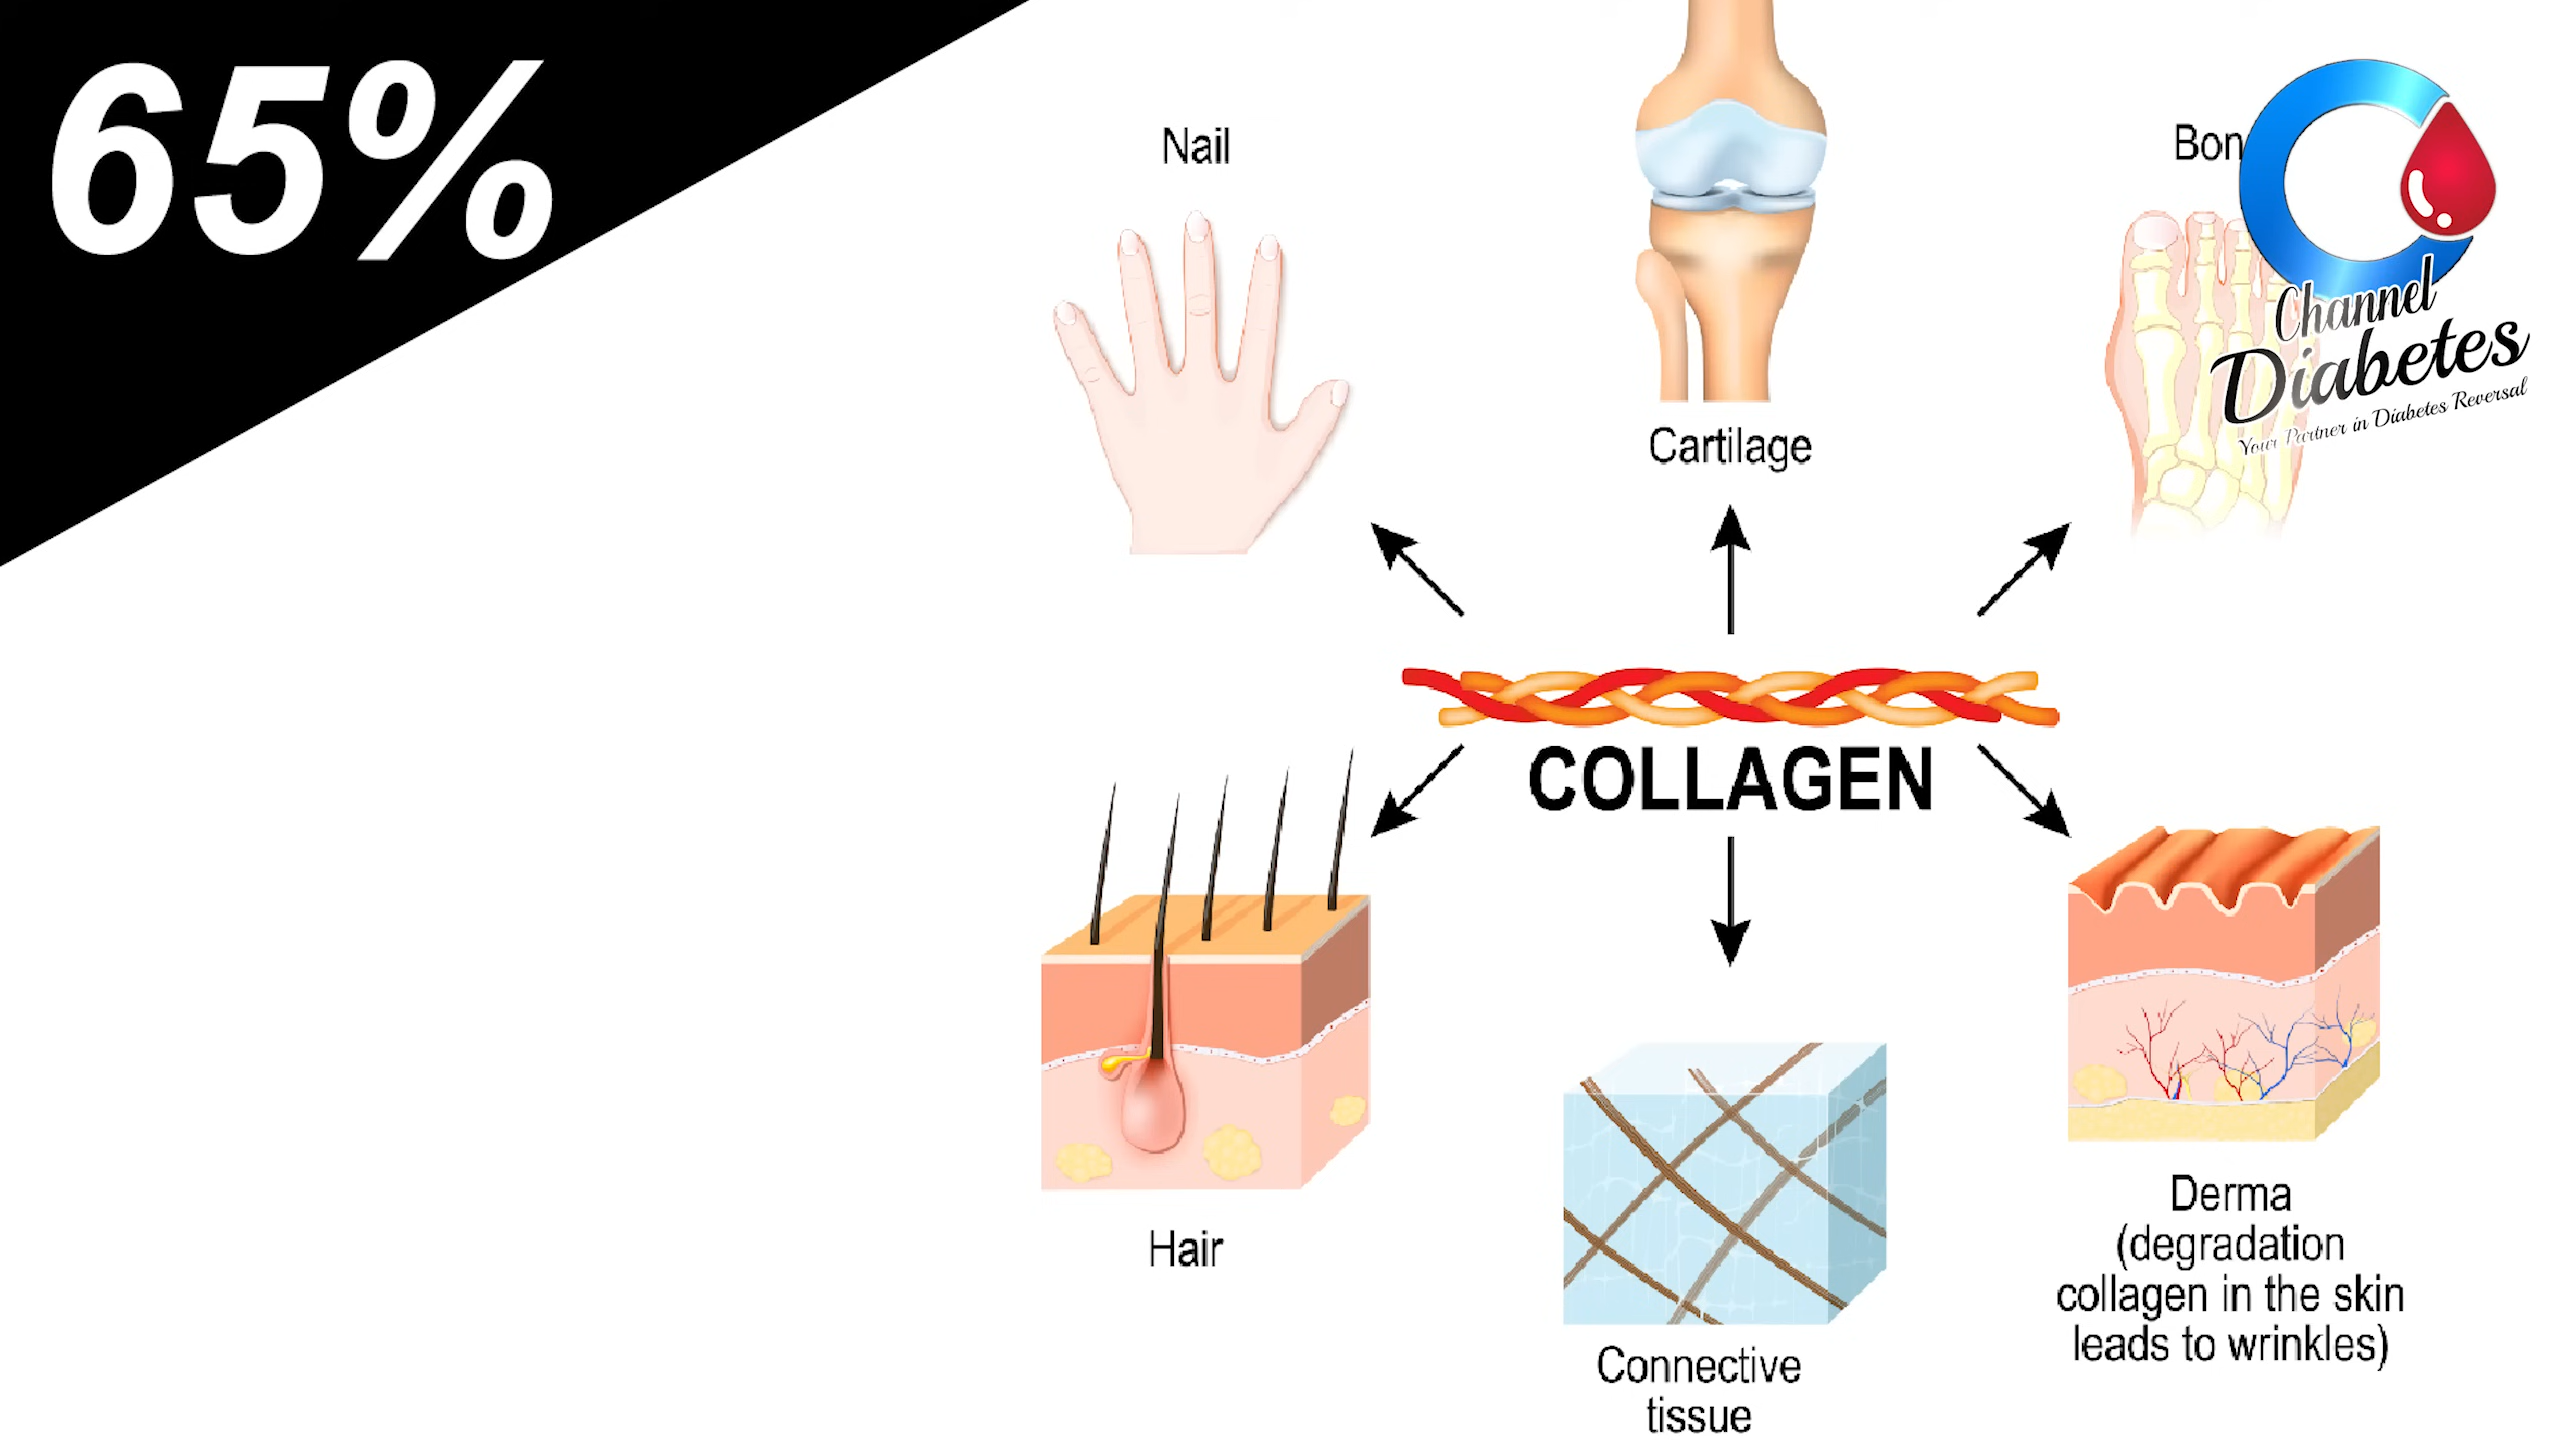 65%
Nail
Bon
Channel
Diabetes
Your Partner in Diabetes Reversal
Cartilage
COLLAGEN
Hair
Derma
(degradation
collagen in the skin
leads to wrinkles)
Connective
tissue